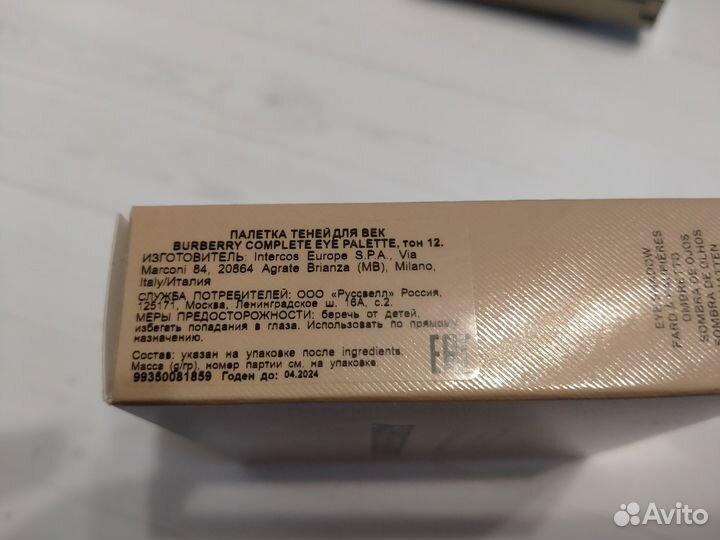 ПАЛЕТКА ТЕНЕЙ ДЛЯ ВЕК
BURBERRY COMPLETE EYE PALETTE, тон 12.
ИЗГОТОВИТЕЛЬ: Intercos Europe S.P.A., Via
Marconi 84, 20864 Agrate Brianza (MB), Milano,
Italy/Италия
СЛУЖБА ПОТРЕБИТЕЛЕЙ: ООО «Руссвелл» Россия,
125171, Москва, Ленинградское ш. 16А, с.2.
МЕРЫ ПРЕДОСТОРОЖНОСТИ: беречь от детей,
избегать попадания в глаза. Использовать по прямому
назначению.
Состав: указан на упаковке после ingredients.
Масса (g/гр), номер партии см. на упаковке.
99350081859 Годен до: 04.2024
EAC
EYE SHADOW
FARD À PAUPIÈRES
OMBRETTO
SOMBRA DE OJOS
SOMBRA DE OLHOS
Avito